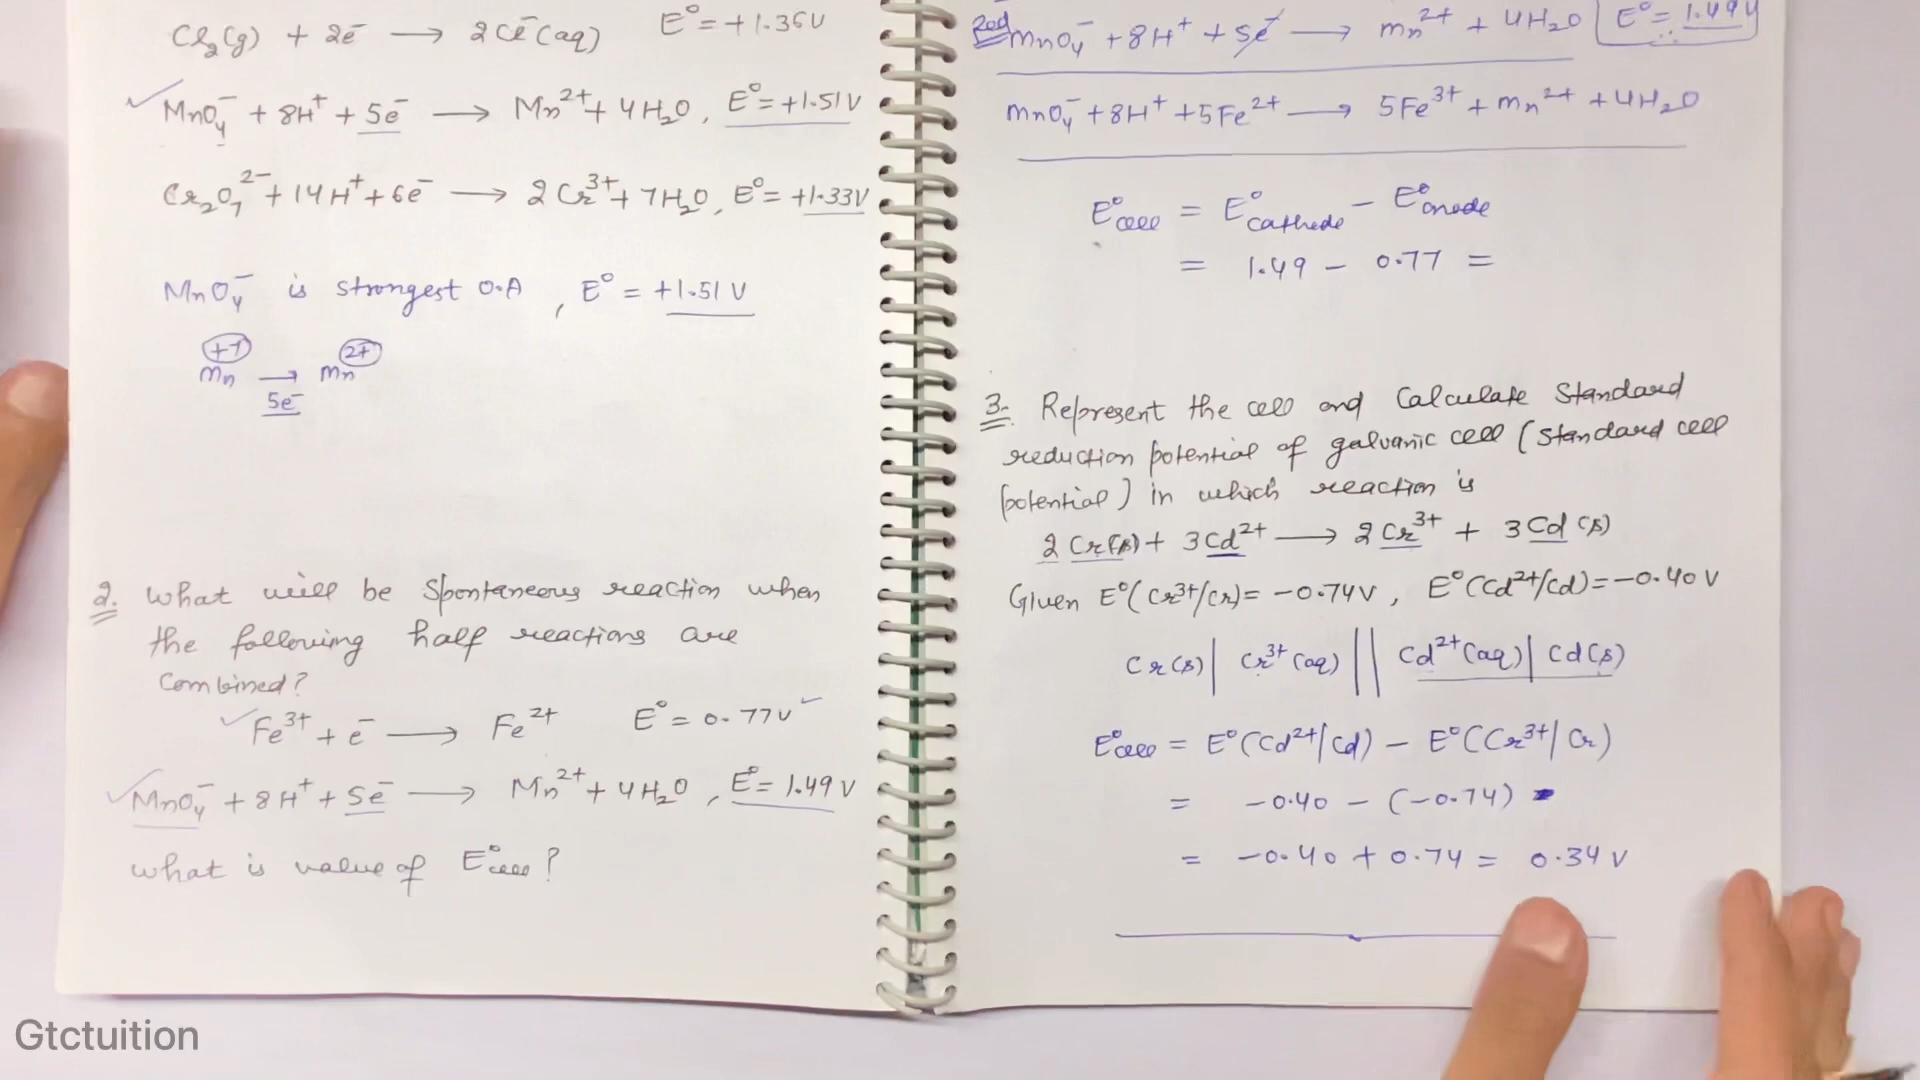 Cl₂(g) + 2e⁻ → 2Cl⁻(aq) E° = +1.36V
MnO₄⁻ + 8H⁺ + 5e⁻ → Mn²⁺ + 4H₂O, E° = +1.51V
Cr₂O₇²⁻ + 14H⁺ + 6e⁻ → 2Cr³⁺ + 7H₂O, E° = +1.33V
MnO₄⁻ is strongest O.A, E° = +1.51 V
+7 2+
Mn → Mn
5e⁻
2. What will be Spontaneous reaction when
the following half reactions are
Combined?
Fe³⁺ + e⁻ → Fe²⁺ E° = 0.77V
MnO₄⁻ + 8H⁺ + 5e⁻ → Mn²⁺ + 4H₂O, E° = 1.49 V
What is value of E°cell?
Red MnO₄⁻ + 8H⁺ + 5e⁻ → Mn²⁺ + 4H₂O E° = 1.49V
MnO₄⁻ + 8H⁺ + 5Fe²⁺ → 5Fe³⁺ + Mn²⁺ + 4H₂O
E°cell = E°cathode − E°anode
= 1.49 − 0.77 =
3. Represent the cell and Calculate Standard
reduction potential of galvanic cell (Standard cell
potential) in which reaction is
2Cr(s) + 3Cd²⁺ → 2Cr³⁺ + 3Cd(s)
Given E°(Cr³⁺/Cr) = −0.74V, E°(Cd²⁺/Cd) = −0.40V
Cr(s) | Cr³⁺(aq) || Cd²⁺(aq) | Cd(s)
E°cell = E°(Cd²⁺/Cd) − E°(Cr³⁺/Cr)
= −0.40 − (−0.74)
= −0.40 + 0.74 = 0.34 V
Gtctuition